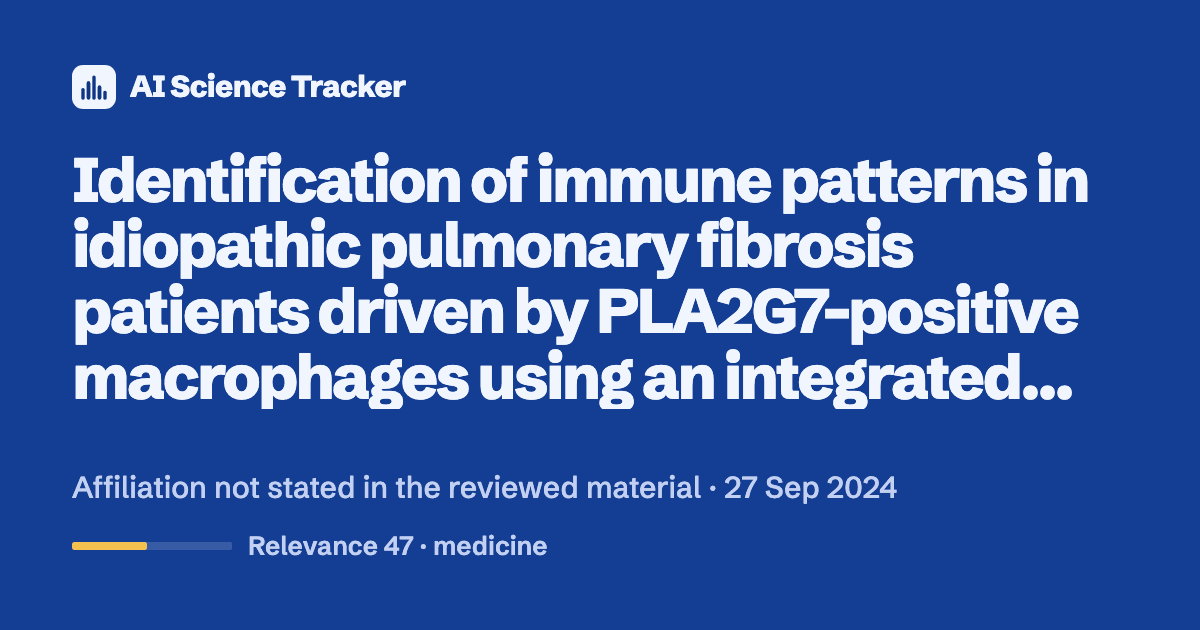 AI Science Tracker
Identification of immune patterns in
idiopathic pulmonary fibrosis
patients driven by PLA2G7-positive
macrophages using an integrated...
Affiliation not stated in the reviewed material · 27 Sep 2024
Relevance 47 · medicine